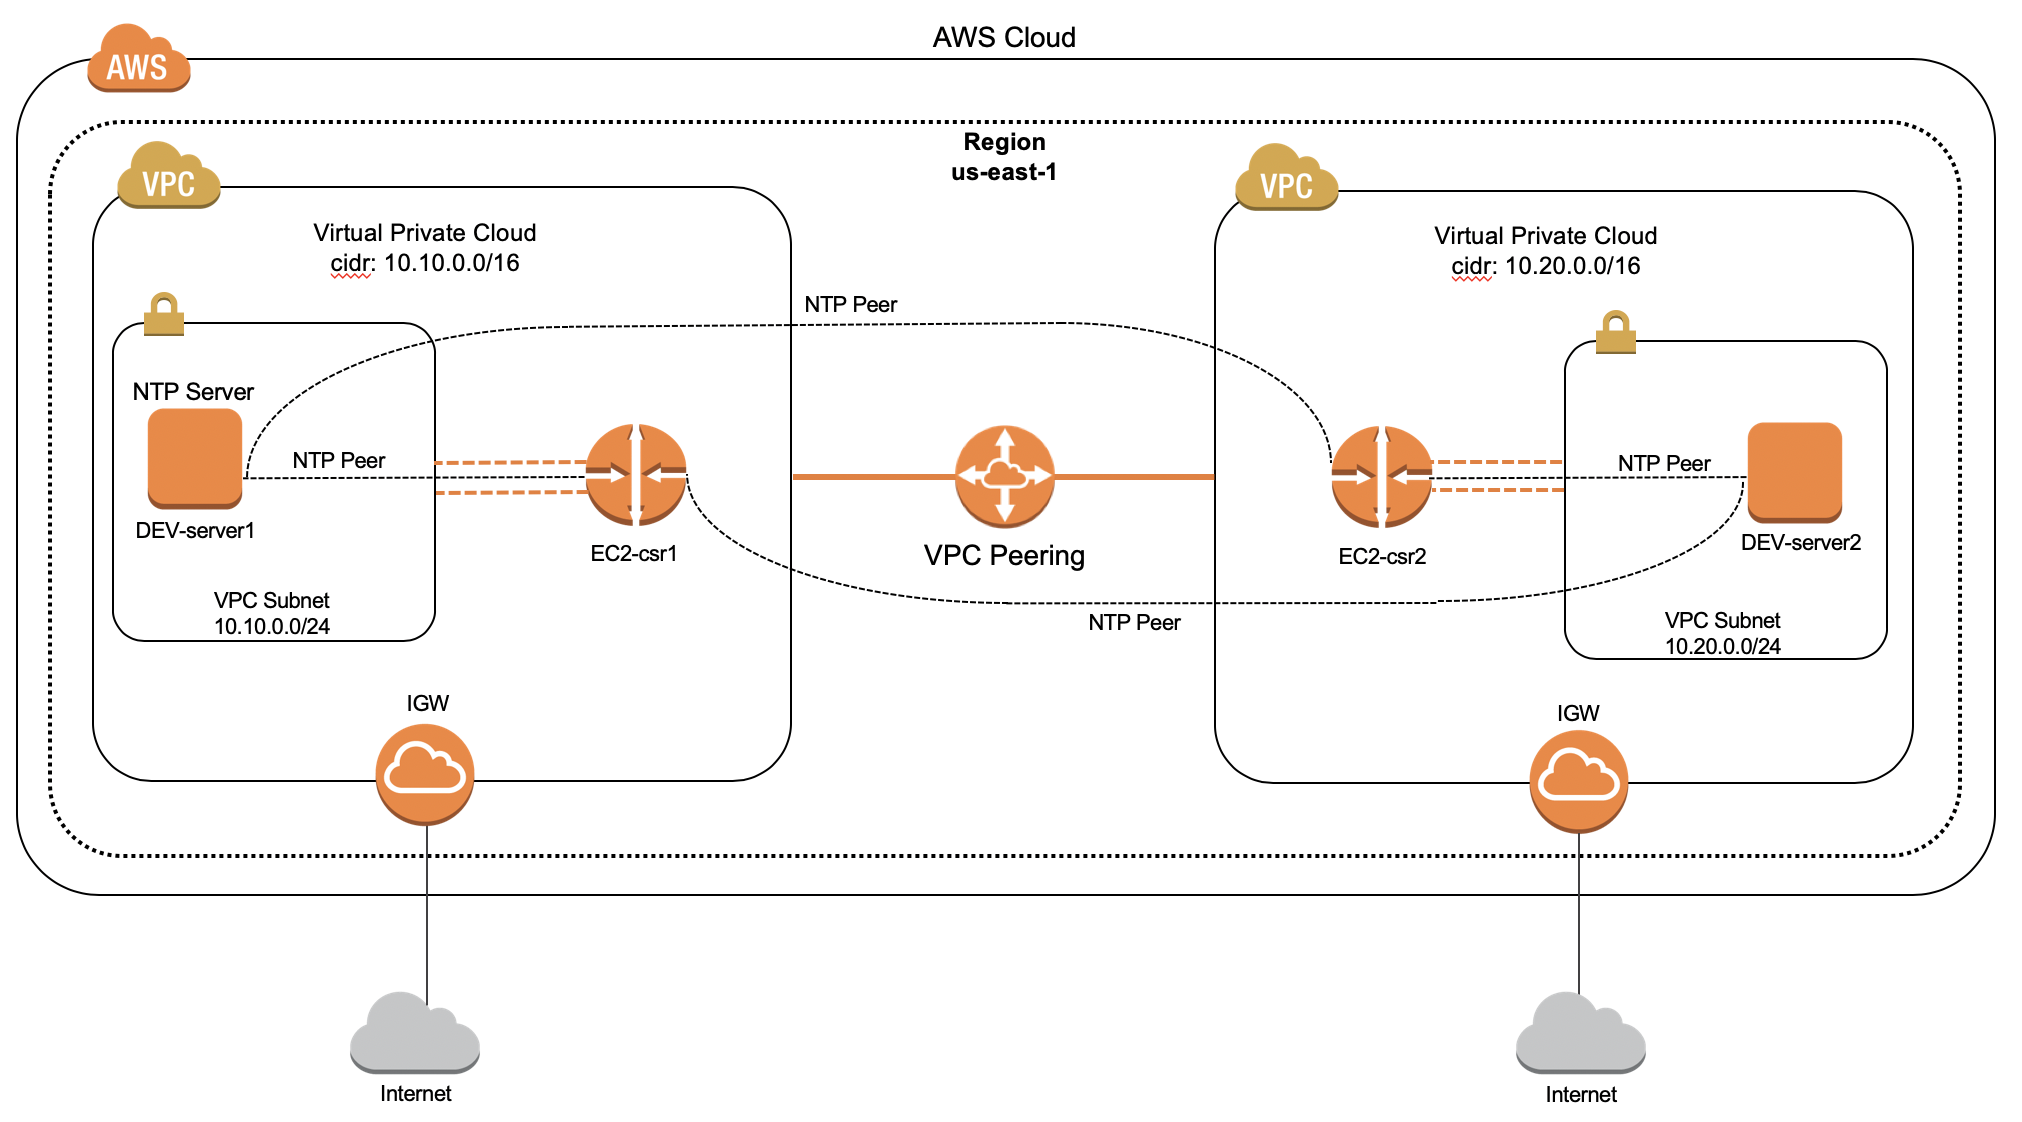 AWS Cloud
AWS
Region
us-east-1
VPC
Virtual Private Cloud
cidr: 10.10.0.0/16
NTP Server
NTP Peer
DEV-server1
VPC Subnet
10.10.0.0/24
EC2-csr1
IGW
Internet
NTP Peer
VPC Peering
NTP Peer
VPC
Virtual Private Cloud
cidr: 10.20.0.0/16
EC2-csr2
NTP Peer
DEV-server2
VPC Subnet
10.20.0.0/24
IGW
Internet